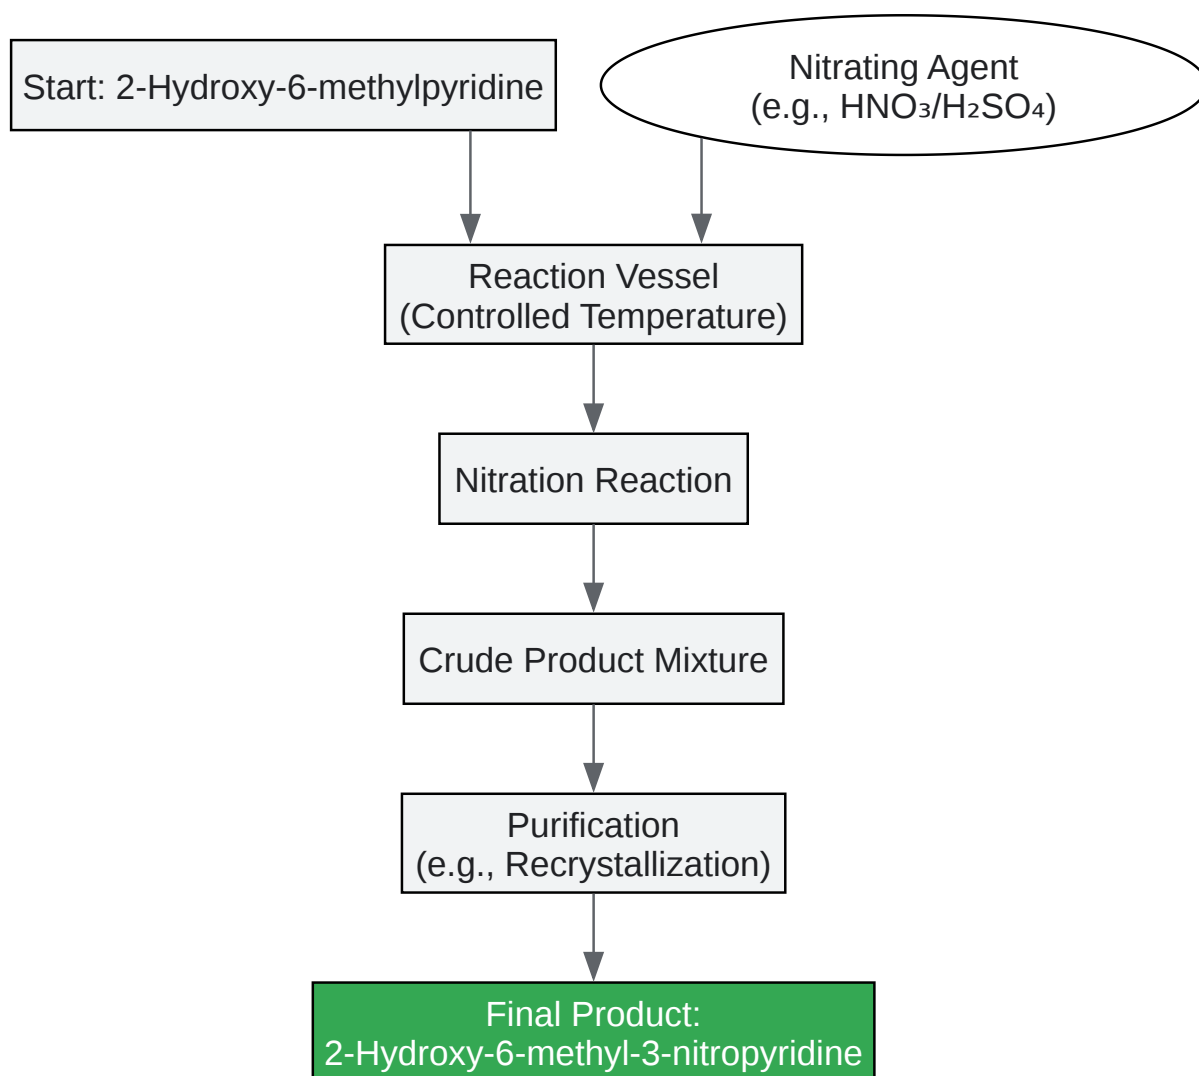 Start: 2-Hydroxy-6-methylpyridine
Nitrating Agent
(e.g., HNO₃/H₂SO₄)
Reaction Vessel
(Controlled Temperature)
Nitration Reaction
Crude Product Mixture
Purification
(e.g., Recrystallization)
Final Product:
2-Hydroxy-6-methyl-3-nitropyridine